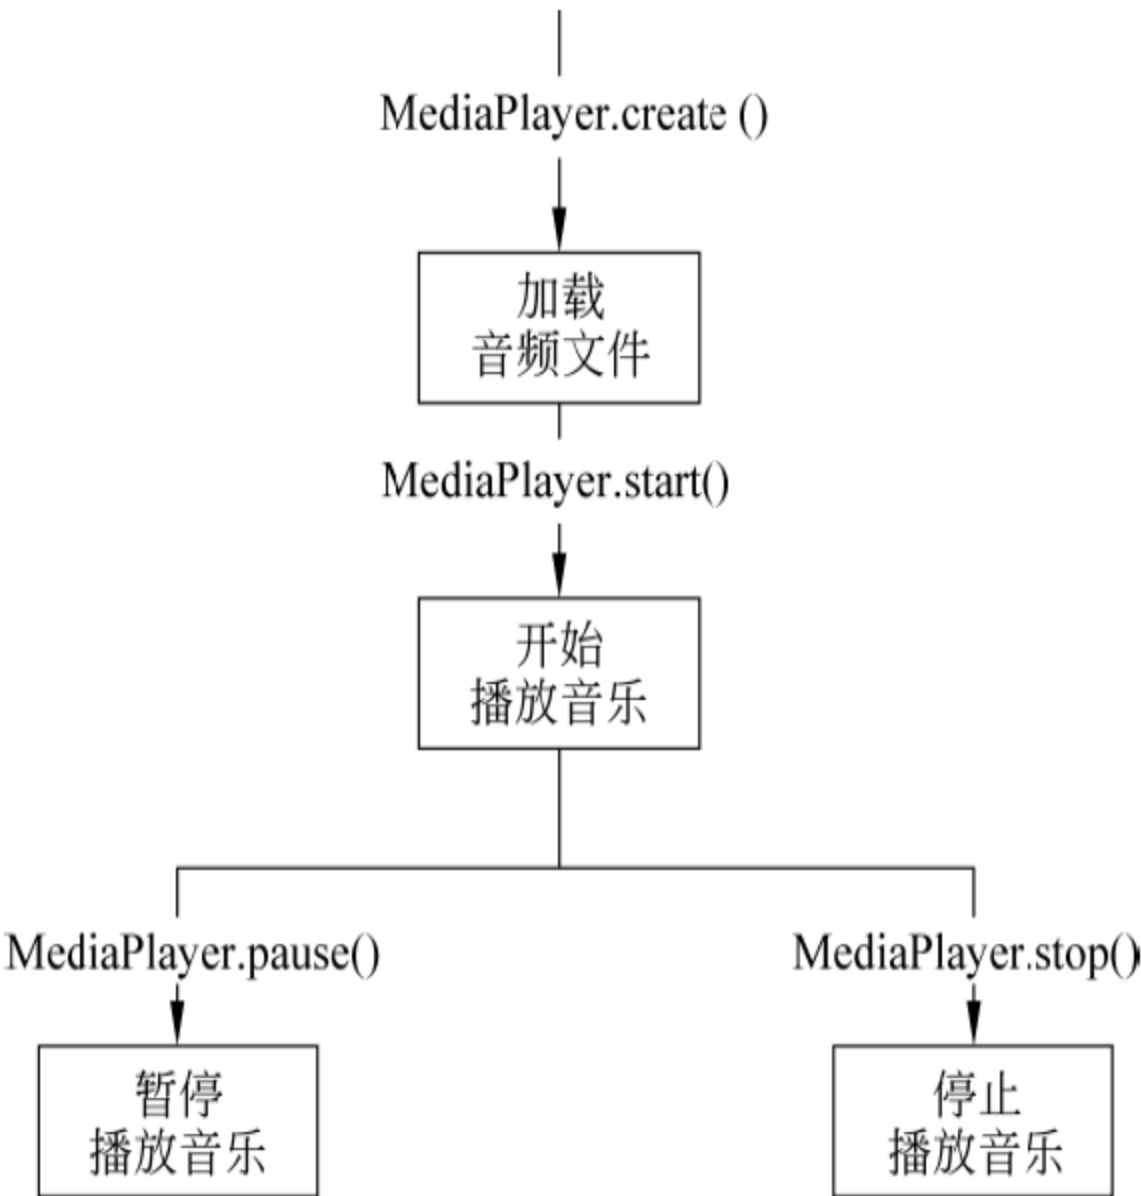 MediaPlayer.create ()
加载
音频文件
MediaPlayer.start()
开始
播放音乐
MediaPlayer.pause()
MediaPlayer.stop()
暂停
播放音乐
停止
播放音乐